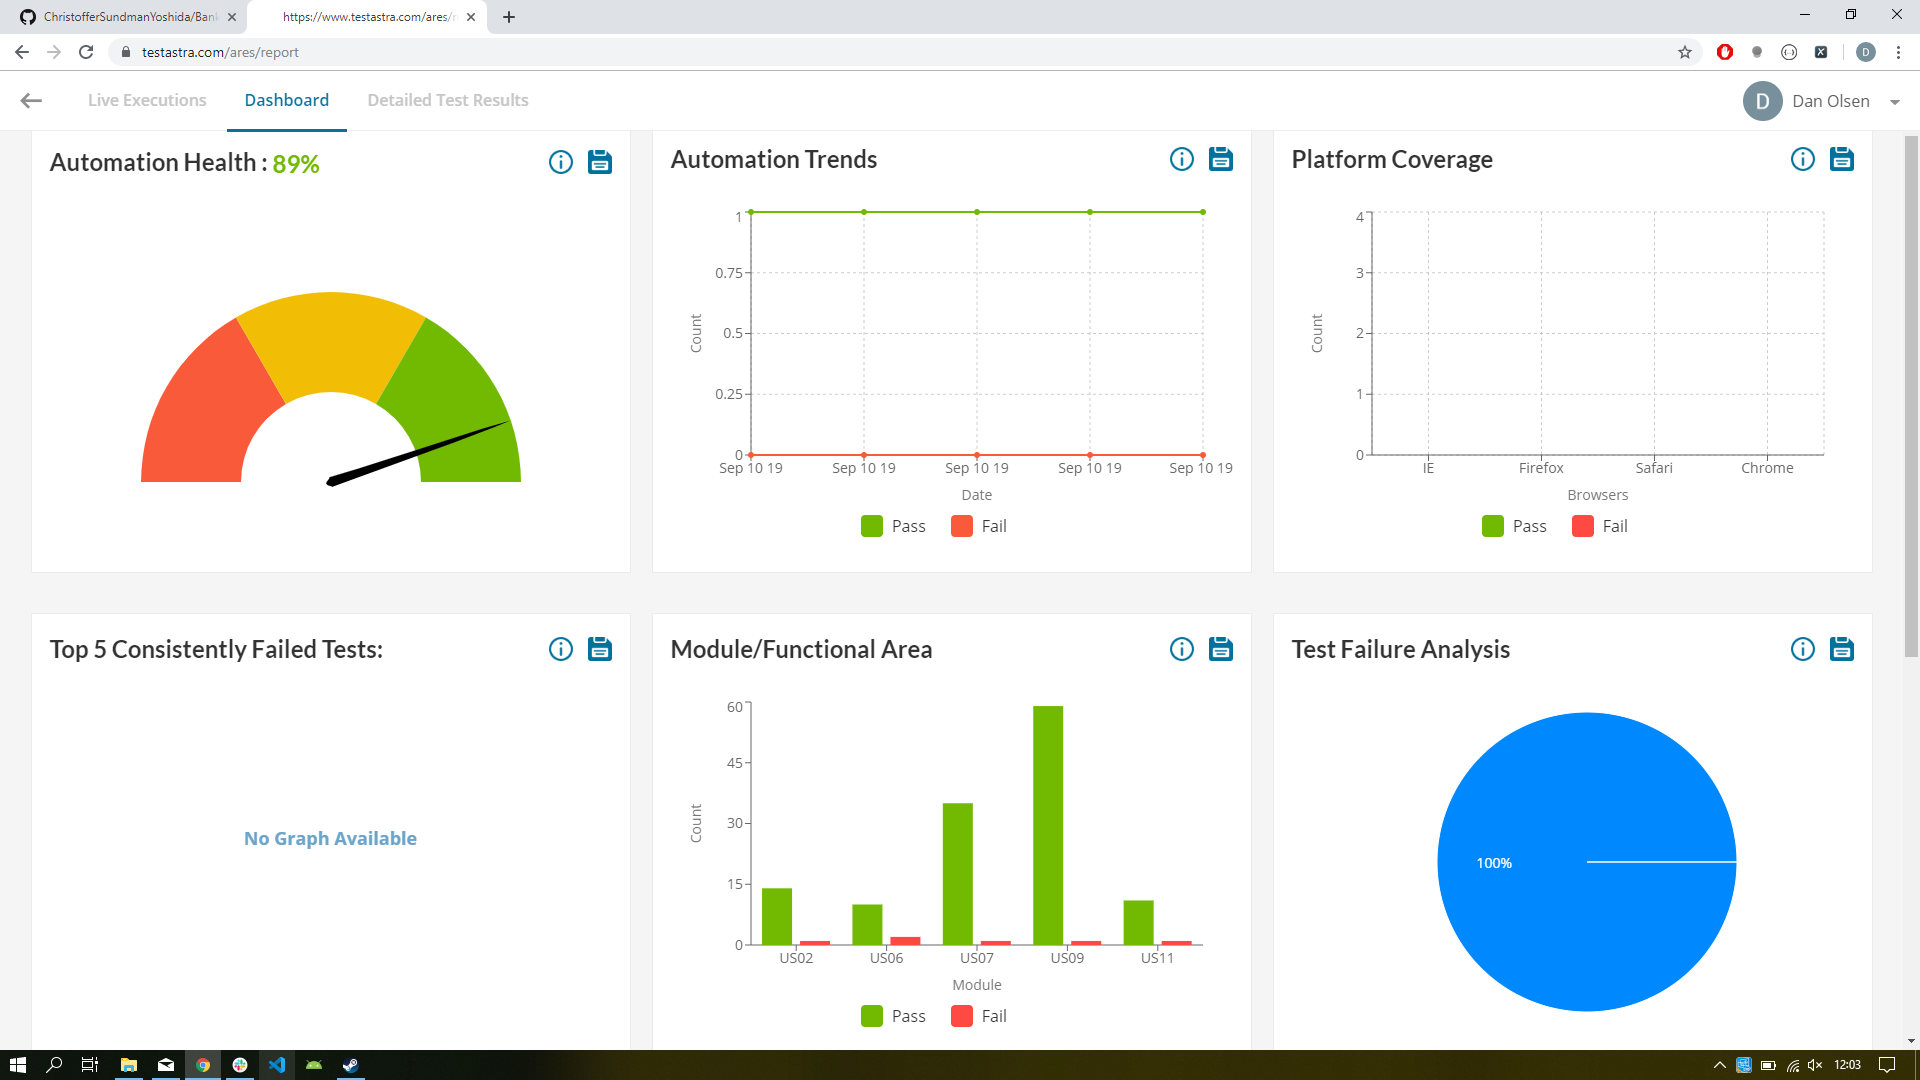 ChristofferSundmanYoshida/Ban
https://www.testastra.com/ares/
testastra.com/ares/report
D
Live Executions
Dashboard
Detailed Test Results
D
Dan Olsen
Automation Health : 89%
Automation Trends
1
0.75
0.5
0.25
0
Count
Sep 10 19
Sep 10 19
Sep 10 19
Sep 10 19
Sep 10 19
Date
Pass
Fail
Platform Coverage
4
3
2
1
0
Count
IE
Firefox
Safari
Chrome
Browsers
Pass
Fail
Top 5 Consistently Failed Tests:
No Graph Available
Module/Functional Area
60
45
30
15
0
Count
US02
US06
US07
US09
US11
Module
Pass
Fail
Test Failure Analysis
100%
12:03